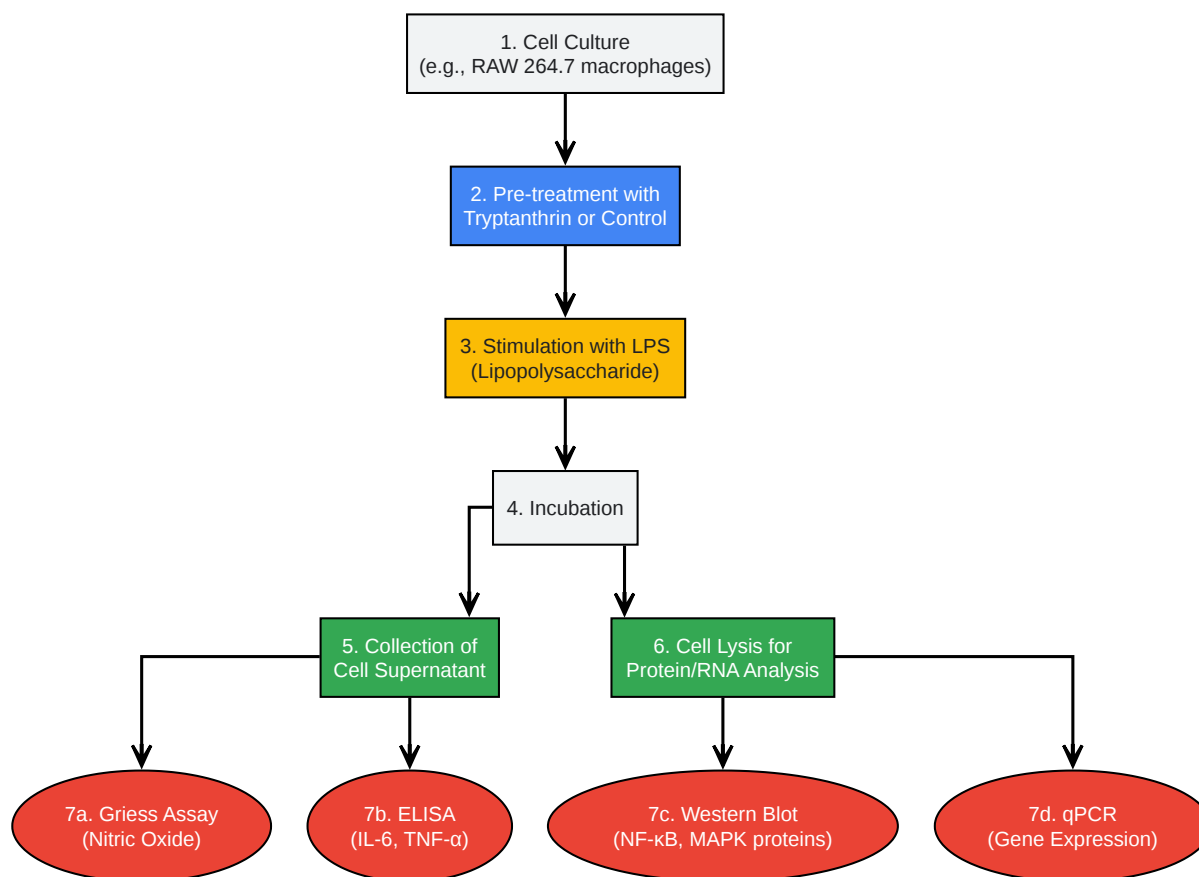 1. Cell Culture
(e.g., RAW 264.7 macrophages)
2. Pre-treatment with
Tryptanthrin or Control
3. Stimulation with LPS
(Lipopolysaccharide)
4. Incubation
5. Collection of
Cell Supernatant
6. Cell Lysis for
Protein/RNA Analysis
7a. Griess Assay
(Nitric Oxide)
7b. ELISA
(IL-6, TNF-α)
7c. Western Blot
(NF-κB, MAPK proteins)
7d. qPCR
(Gene Expression)